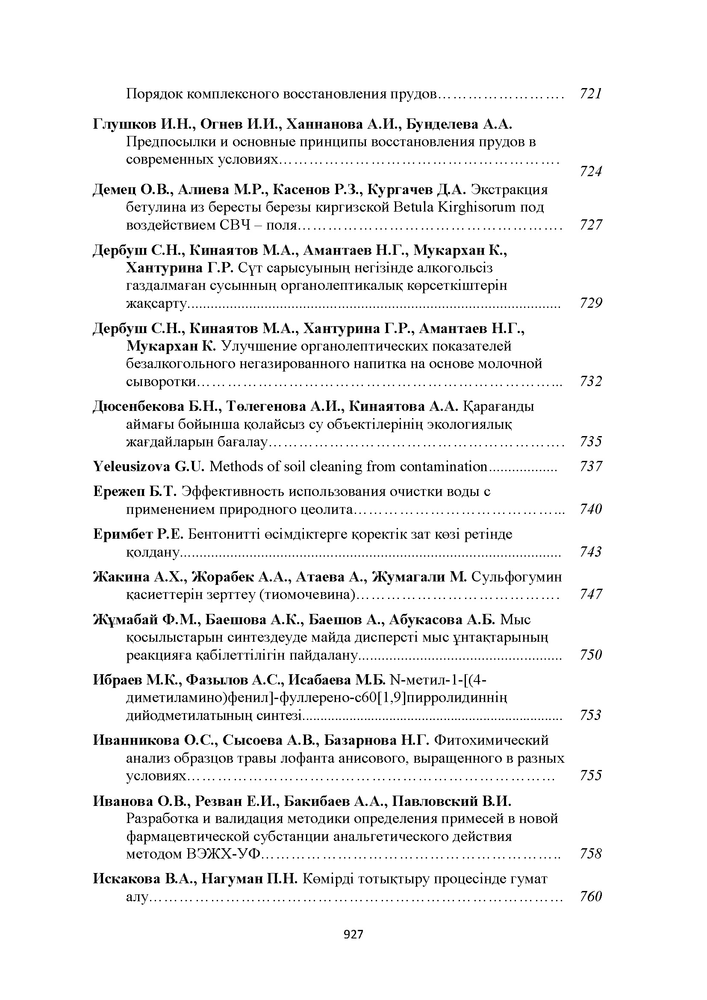 Порядок комплексного восстановления прудов……………………. 721
Глушков И.Н., Огнев И.И., Ханнанова А.И., Бунделева А.А.
Предпосылки и основные принципы восстановления прудов в
современных условиях………………………………………………. 724
Демец О.В., Алиева М.Р., Касенов Р.З., Кургачев Д.А. Экстракция
бетулина из бересты березы киргизской Betula Kirghisorum под
воздействием СВЧ – поля……………………………………………. 727
Дербуш С.Н., Кинаятов М.А., Амантаев Н.Г., Мукархан К.,
Хантурина Г.Р. Сүт сарысуының негізінде алкогольсіз
газдалмаған сусынның органолептикалық көрсеткіштерін
жақсарту.................................................................................................. 729
Дербуш С.Н., Кинаятов М.А., Хантурина Г.Р., Амантаев Н.Г.,
Мукархан К. Улучшение органолептических показателей
безалкогольного негазированного напитка на основе молочной
сыворотки……………………………………………………………... 732
Дюсенбекова Б.Н., Төлегенова А.И., Кинаятова А.А. Қарағанды
аймағы бойынша қолайсыз су объектілерінің экологиялық
жағдайларын бағалау…………………………………………………. 735
Yeleusizova G.U. Methods of soil cleaning from contamination.................. 737
Ережеп Б.Т. Эффективность использования очистки воды с
применением природного цеолита…………………………………... 740
Еримбет Р.Е. Бентонитті өсімдіктерге қоректік зат көзі ретінде
қолдану.................................................................................................... 743
Жакина А.Х., Жорабек А.А., Атаева А., Жумагали М. Сульфогумин
қасиеттерін зерттеу (тиомочевина)…………………………………. 747
Жұмабай Ф.М., Баешова А.К., Баешов А., Абукасова А.Б. Мыс
қосылыстарын синтездеуде майда дисперсті мыс ұнтақтарының
реакцияға қабілеттілігін пайдалану..................................................... 750
Ибраев М.К., Фазылов А.С., Исабаева М.Б. N-метил-1-[(4-
диметиламино)фенил]-фуллерено-с60[1,9]пирролидиннің
дийодметилатының синтезі.................................................................... 753
Иванникова О.С., Сысоева А.В., Базарнова Н.Г. Фитохимический
анализ образцов травы лофанта анисового, выращенного в разных
условиях……………………………………………………………… 755
Иванова О.В., Резван Е.И., Бакибаев А.А., Павловский В.И.
Разработка и валидация методики определения примесей в новой
фармацевтической субстанции анальгетического действия
методом ВЭЖХ-УФ………………………………………………….. 758
Искакова В.А., Нагуман П.Н. Көмірді тотықтыру процесінде гумат
алу……………………………………………………………………… 760
927